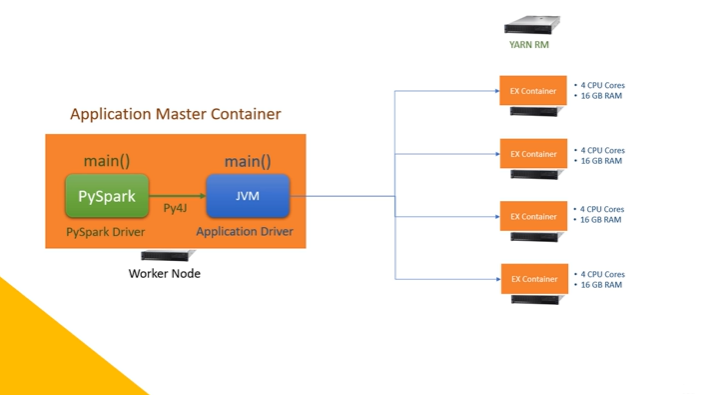 YARN RM
Application Master Container
main()
main()
PySpark
Py4J
JVM
PySpark Driver
Application Driver
Worker Node
EX Container
• 4 CPU Cores
• 16 GB RAM
EX Container
• 4 CPU Cores
• 16 GB RAM
EX Container
• 4 CPU Cores
• 16 GB RAM
EX Container
• 4 CPU Cores
• 16 GB RAM